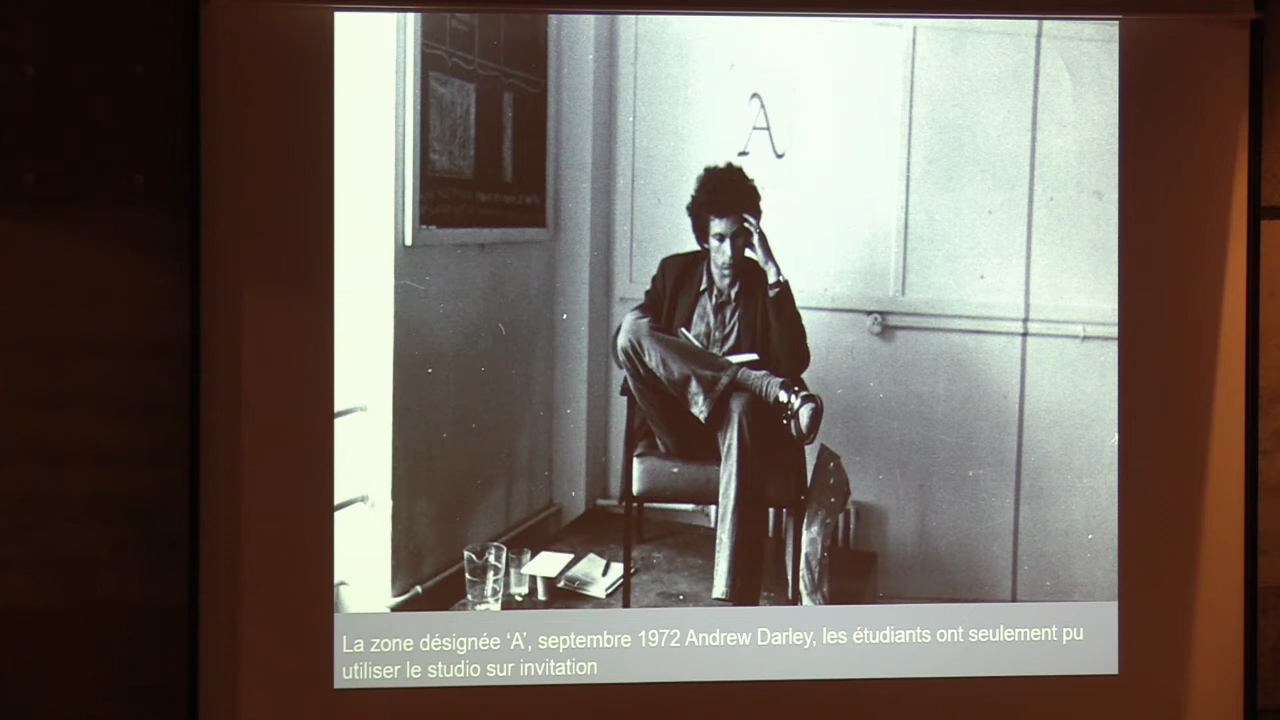 A
La zone désignée ‘A’, septembre 1972 Andrew Darley, les étudiants ont seulement pu
utiliser le studio sur invitation